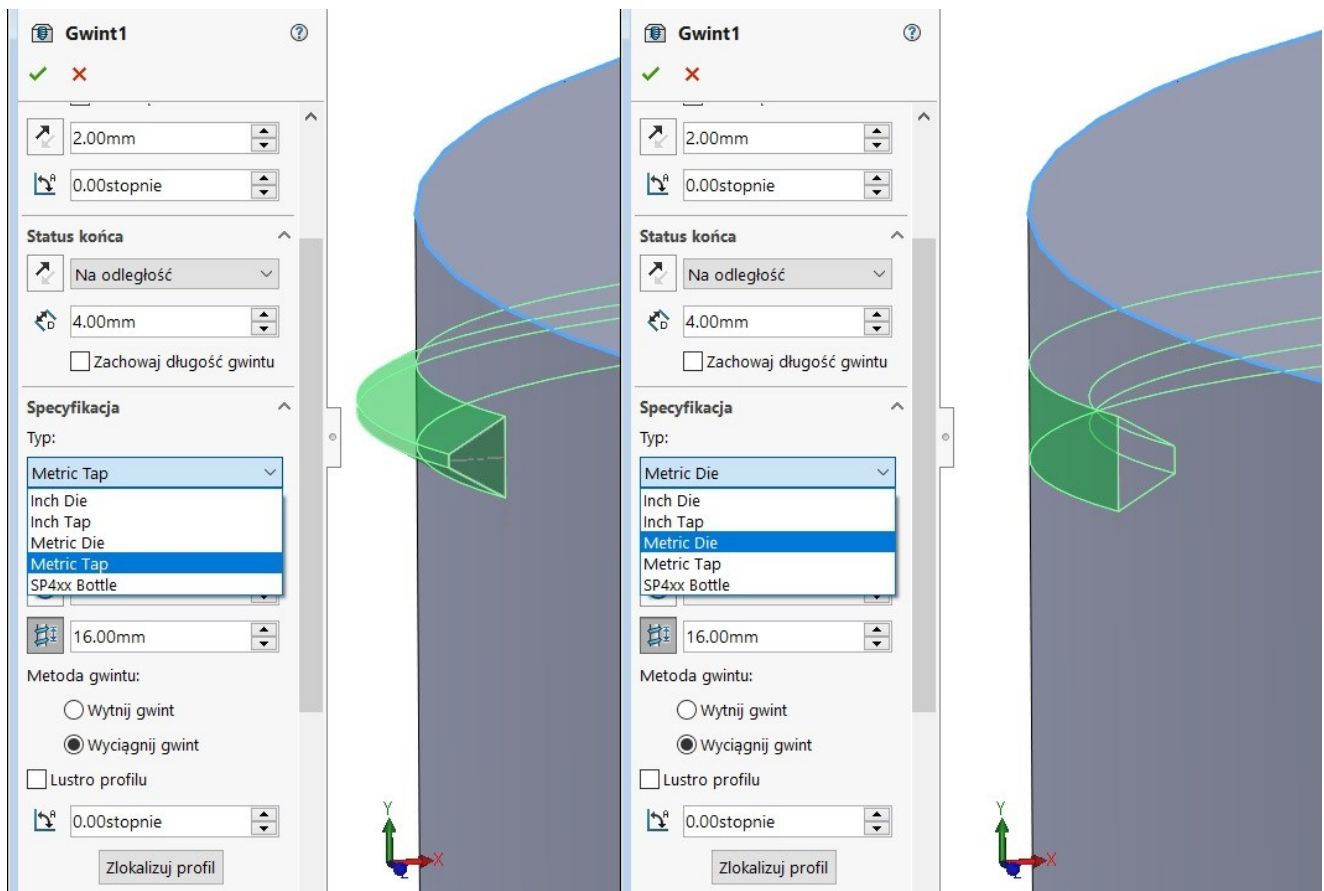 Gwint1
2.00mm
0.00stopnie
Status końca
Na odległość
D
4.00mm
Zachowaj długość gwintu
Specyfikacja
Typ:
Metric Tap
Inch Die
Inch Tap
Metric Die
Metric Tap
SP4xx Bottle
16.00mm
Metoda gwintu:
Wytnij gwint
Wyciągnij gwint
Lustro profilu
0.00stopnie
Zlokalizuj profil
Y
X
Z
Gwint1
2.00mm
0.00stopnie
Status końca
Na odległość
D
4.00mm
Zachowaj długość gwintu
Specyfikacja
Typ:
Metric Die
Inch Die
Inch Tap
Metric Die
Metric Tap
SP4xx Bottle
16.00mm
Metoda gwintu:
Wytnij gwint
Wyciągnij gwint
Lustro profilu
0.00stopnie
Zlokalizuj profil
Y
X
Z